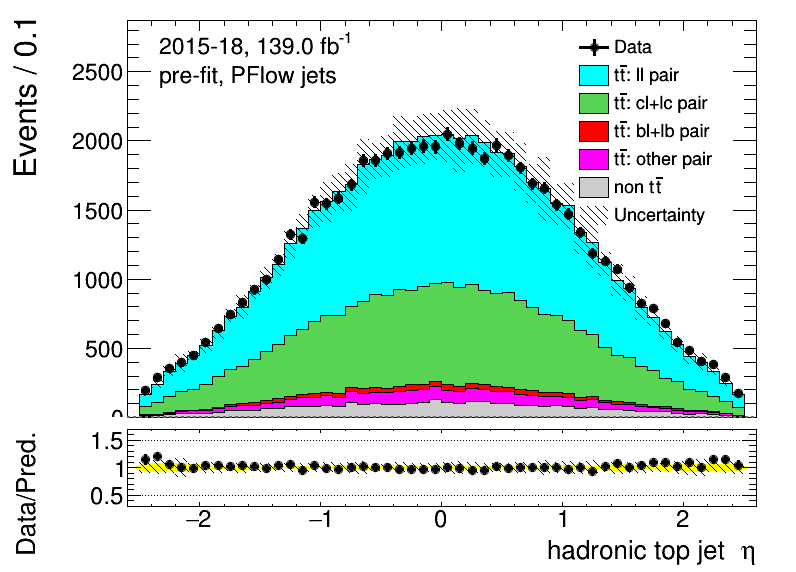 Events / 0.1
2015-18, 139.0 fb-1
pre-fit, PFlow jets
Data
tt̄: ll pair
tt̄: cl+lc pair
tt̄: bl+lb pair
tt̄: other pair
non tt̄
Uncertainty
2500
2000
1500
1000
500
0
Data/Pred.
1.5
1
0.5
−2
−1
0
1
2
hadronic top jet η